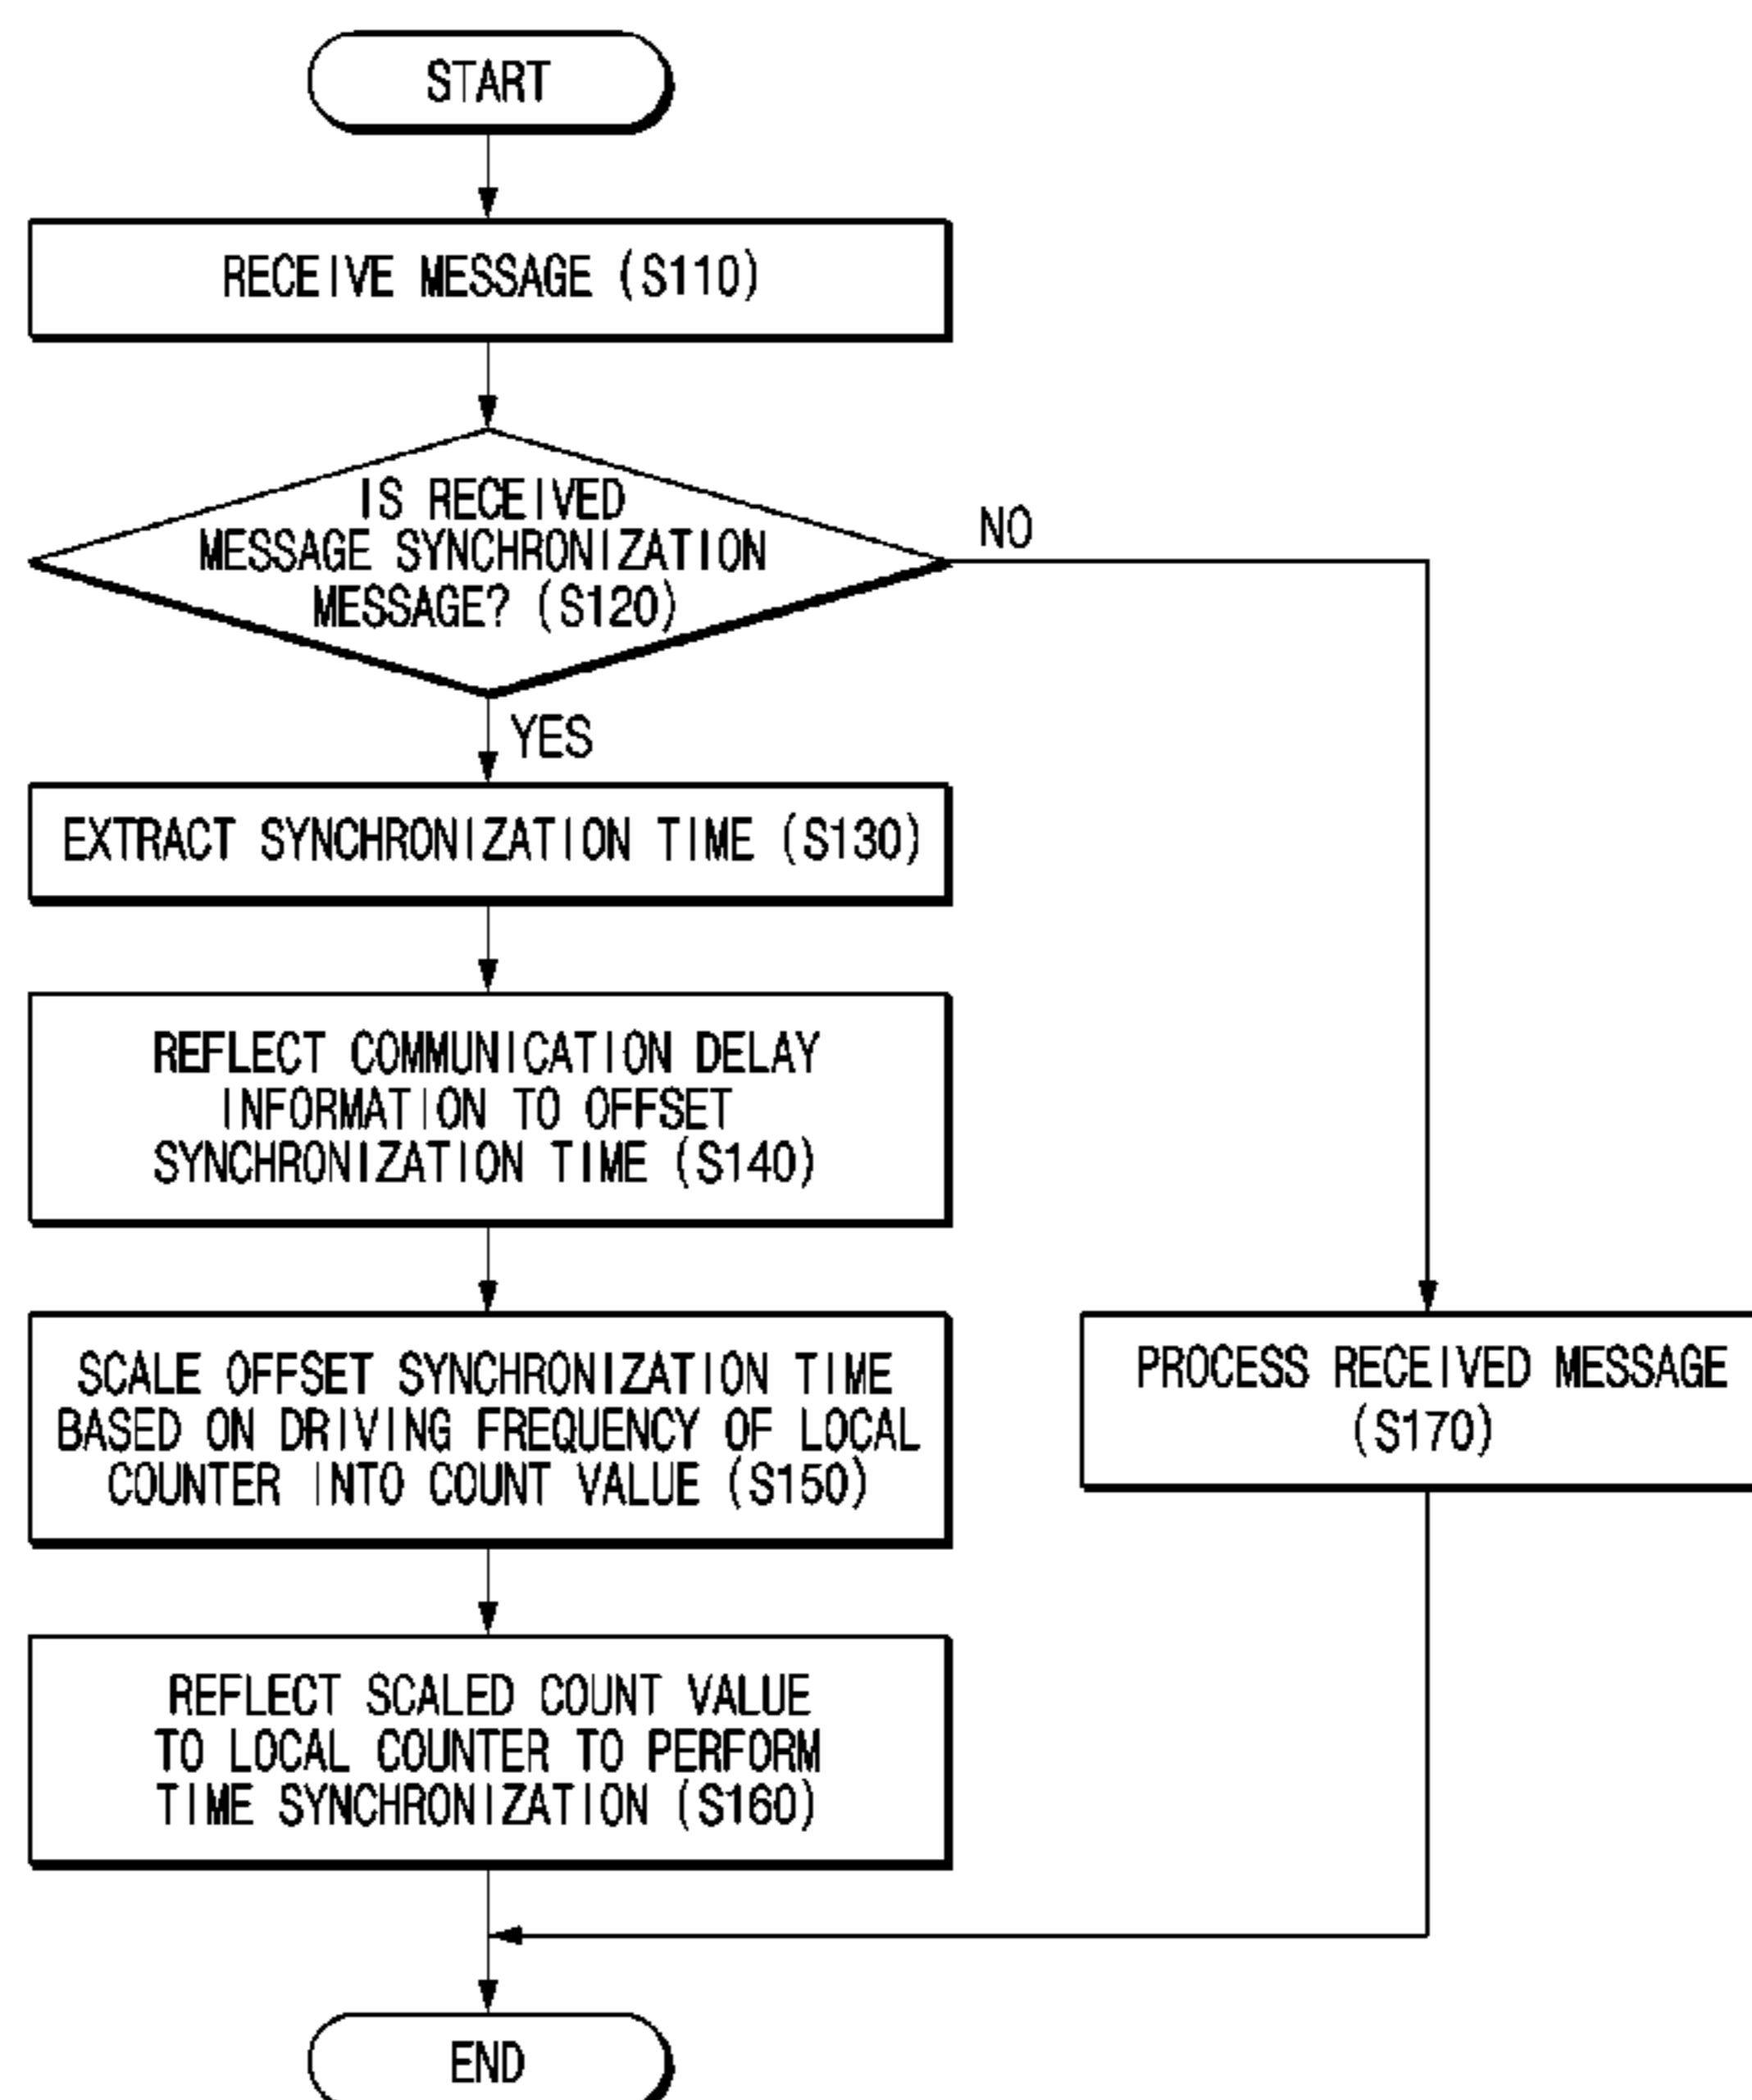 START
RECEIVE MESSAGE (S110)
IS RECEIVED
MESSAGE SYNCHRONIZATION
MESSAGE? (S120)
NO
YES
EXTRACT SYNCHRONIZATION TIME (S130)
REFLECT COMMUNICATION DELAY
INFORMATION TO OFFSET
SYNCHRONIZATION TIME (S140)
SCALE OFFSET SYNCHRONIZATION TIME
BASED ON DRIVING FREQUENCY OF LOCAL
COUNTER INTO COUNT VALUE (S150)
PROCESS RECEIVED MESSAGE
(S170)
REFLECT SCALED COUNT VALUE
TO LOCAL COUNTER TO PERFORM
TIME SYNCHRONIZATION (S160)
END